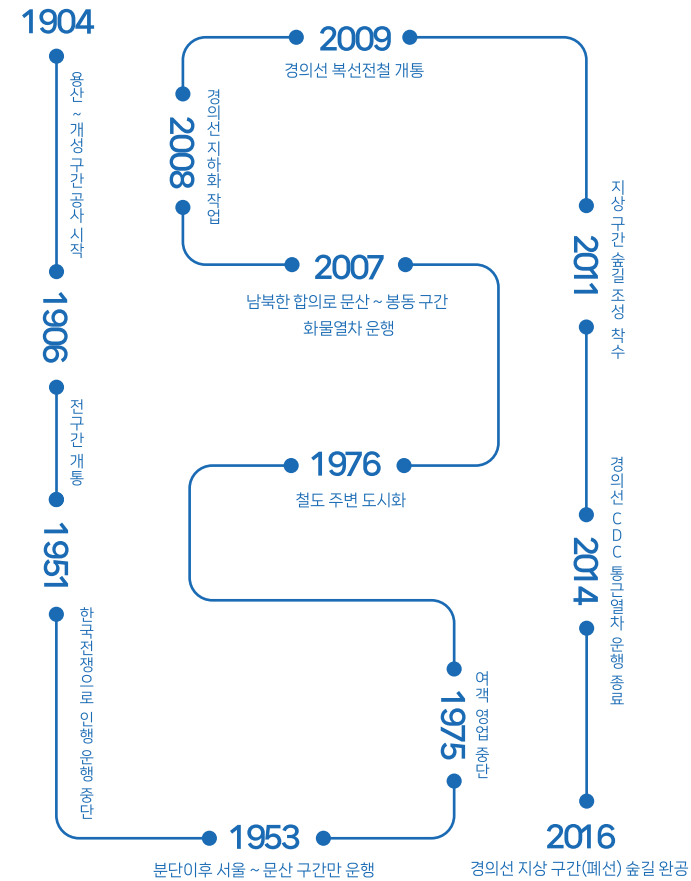 1904
용산 ~ 개성 구간 공사 시작
1906
전구간 개통
1951
한국전쟁으로 인행 운행 중단
1953
분단이후 서울 ~ 문산 구간만 운행
1975
여객 영업 중단
1976
철도 주변 도시화
2007
남북한 합의로 문산 ~ 봉동 구간
화물열차 운행
2008
경의선 지하화 작업
2009
경의선 복선전철 개통
2011
지상 구간 숲길 조성 착수
2014
경의선 CDC 통근열차 운행 종료
2016
경의선 지상 구간(폐선) 숲길 완공